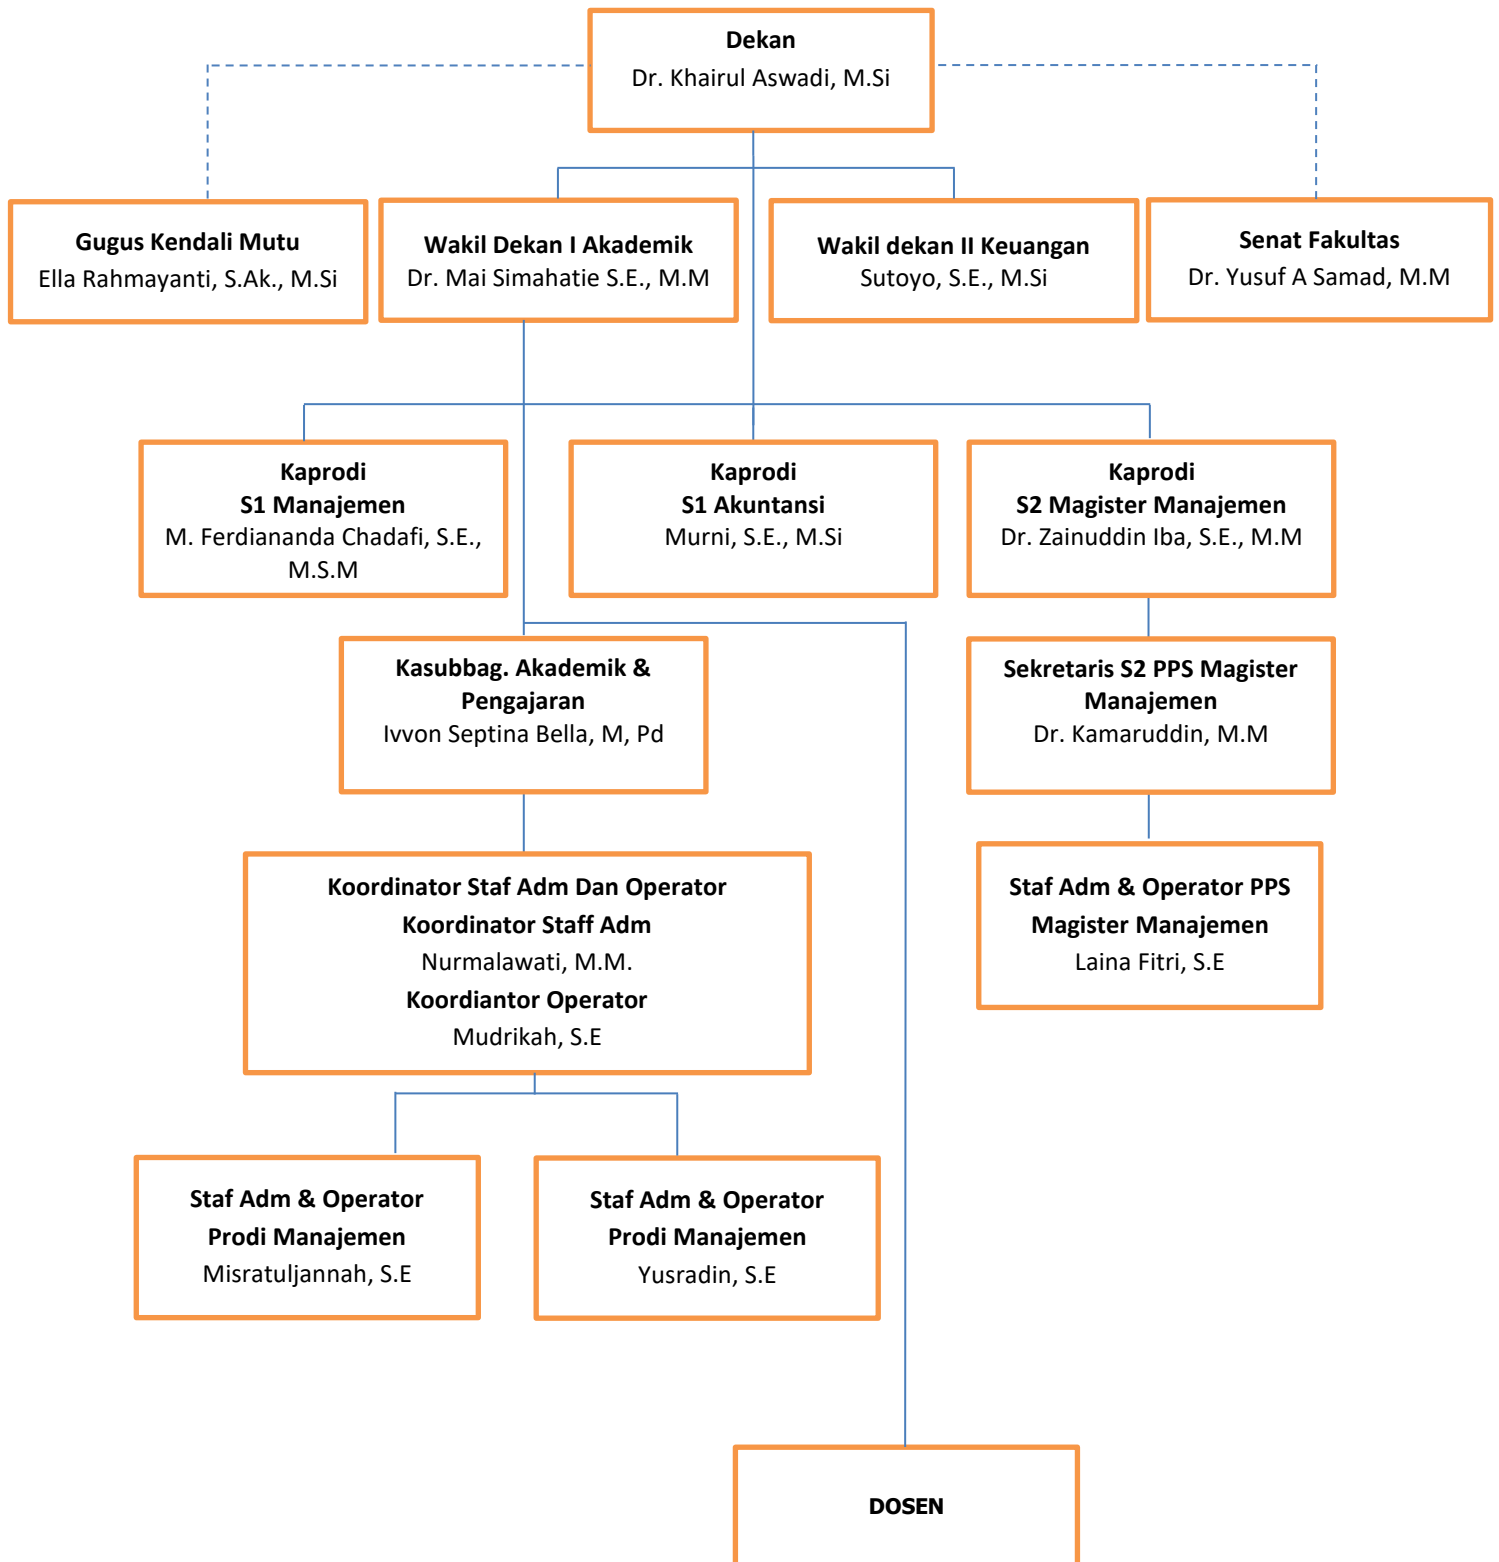 Dekan
Dr. Khairul Aswadi, M.Si
Gugus Kendali Mutu
Ella Rahmayanti, S.Ak., M.Si
Wakil Dekan I Akademik
Dr. Mai Simahatie S.E., M.M
Wakil dekan II Keuangan
Sutoyo, S.E., M.Si
Senat Fakultas
Dr. Yusuf A Samad, M.M
Kaprodi
S1 Manajemen
M. Ferdiananda Chadafi, S.E.,
M.S.M
Kaprodi
S1 Akuntansi
Murni, S.E., M.Si
Kaprodi
S2 Magister Manajemen
Dr. Zainuddin Iba, S.E., M.M
Kasubbag. Akademik &
Pengajaran
Ivvon Septina Bella, M, Pd
Sekretaris S2 PPS Magister
Manajemen
Dr. Kamaruddin, M.M
Koordinator Staf Adm Dan Operator
Koordinator Staff Adm
Nurmalawati, M.M.
Koordiantor Operator
Mudrikah, S.E
Staf Adm & Operator PPS
Magister Manajemen
Laina Fitri, S.E
Staf Adm & Operator
Prodi Manajemen
Misratuljannah, S.E
Staf Adm & Operator
Prodi Manajemen
Yusradin, S.E
DOSEN